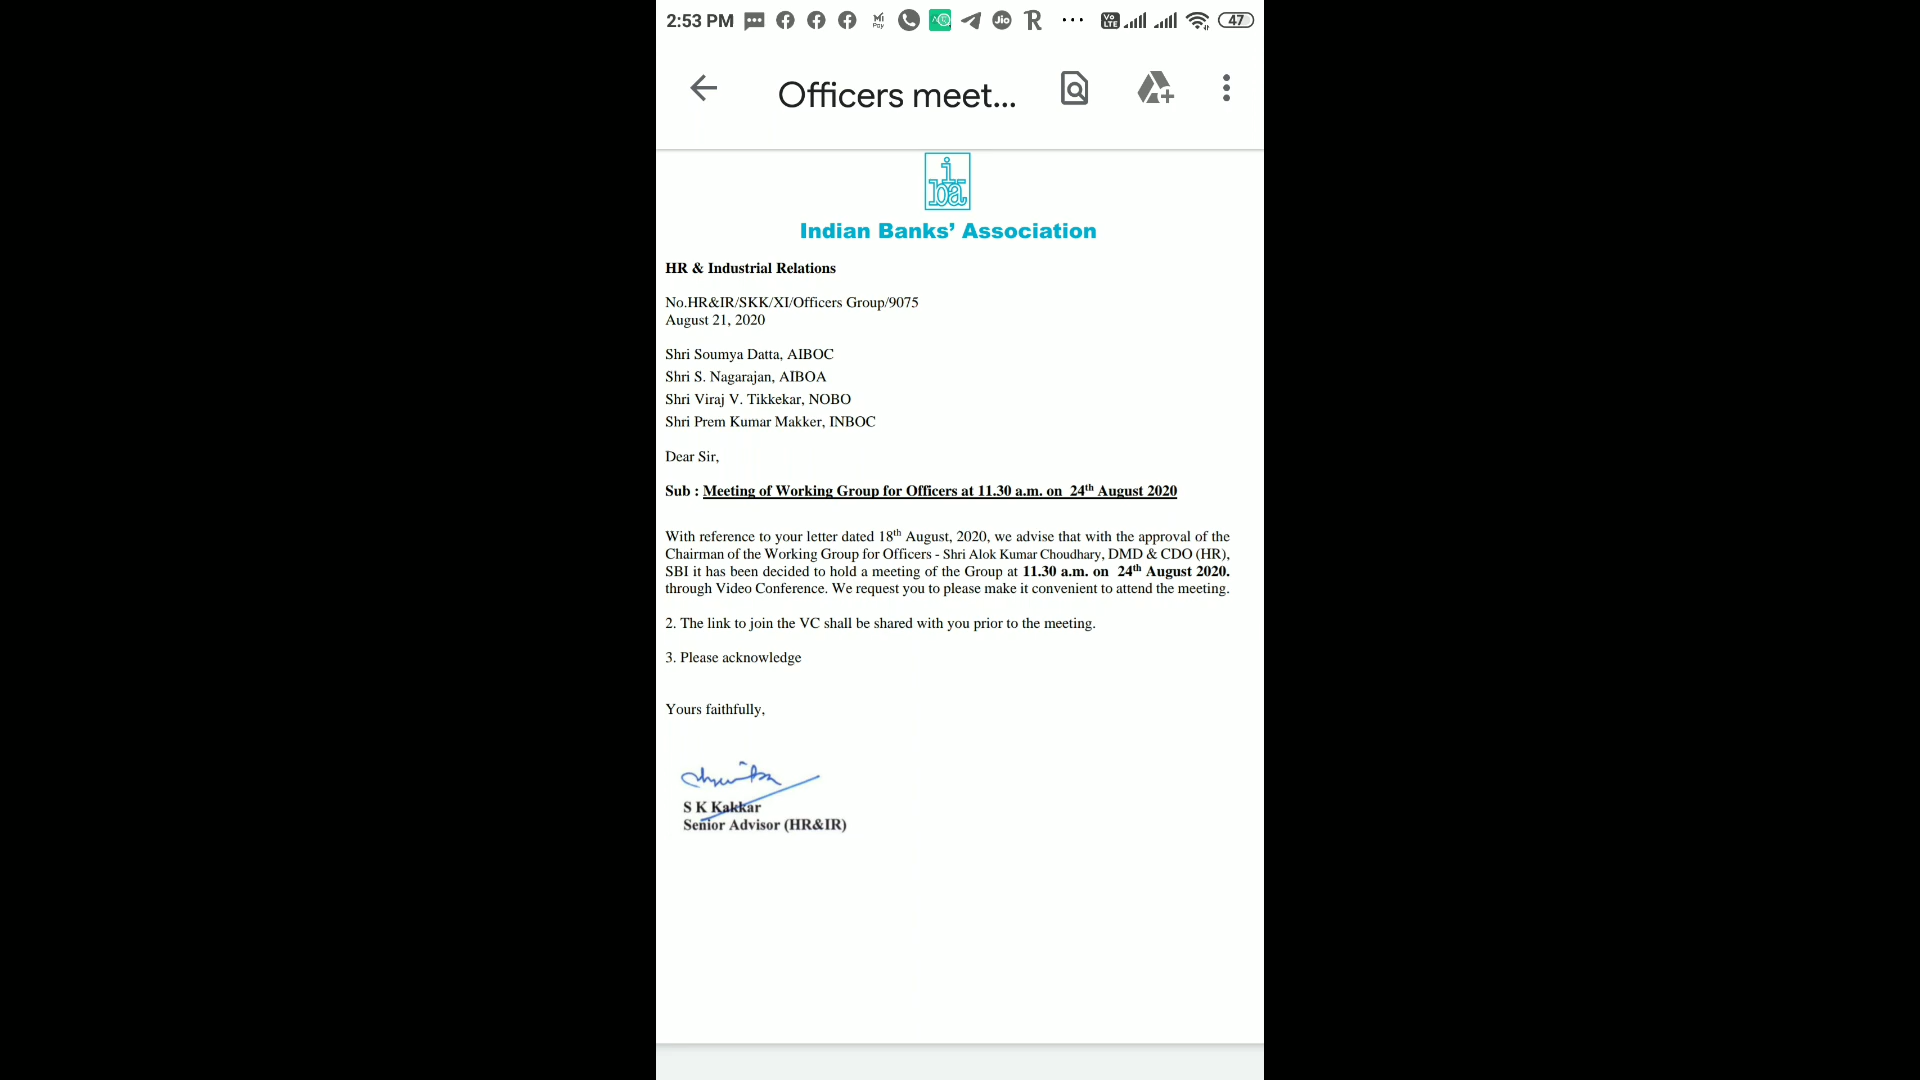 2:53 PM Mi Pay Jio R ... Vo LTE 47
Officers meet...
iba
Indian Banks’ Association
HR & Industrial Relations
No.HR&IR/SKK/XI/Officers Group/9075
August 21, 2020
Shri Soumya Datta, AIBOC
Shri S. Nagarajan, AIBOA
Shri Viraj V. Tikkekar, NOBO
Shri Prem Kumar Makker, INBOC
Dear Sir,
Sub : Meeting of Working Group for Officers at 11.30 a.m. on 24th August 2020
With reference to your letter dated 18th August, 2020, we advise that with the approval of the
Chairman of the Working Group for Officers - Shri Alok Kumar Choudhary, DMD & CDO (HR),
SBI it has been decided to hold a meeting of the Group at 11.30 a.m. on 24th August 2020.
through Video Conference. We request you to please make it convenient to attend the meeting.
2. The link to join the VC shall be shared with you prior to the meeting.
3. Please acknowledge
Yours faithfully,
S K Kakkar
Senior Advisor (HR&IR)